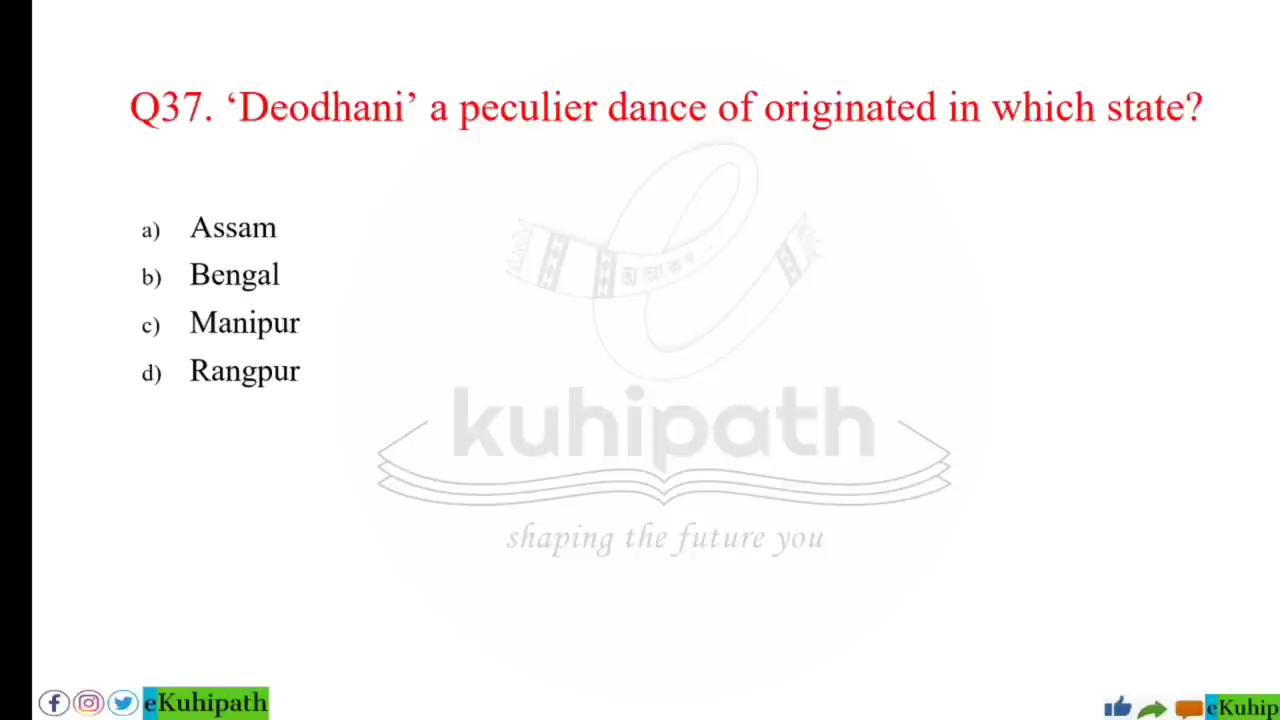 Q37. ‘Deodhani’ a peculier dance of originated in which state?
a) Assam
b) Bengal
c) Manipur
d) Rangpur
kuhipath
shaping the future you
eKuhipath
eKuhip